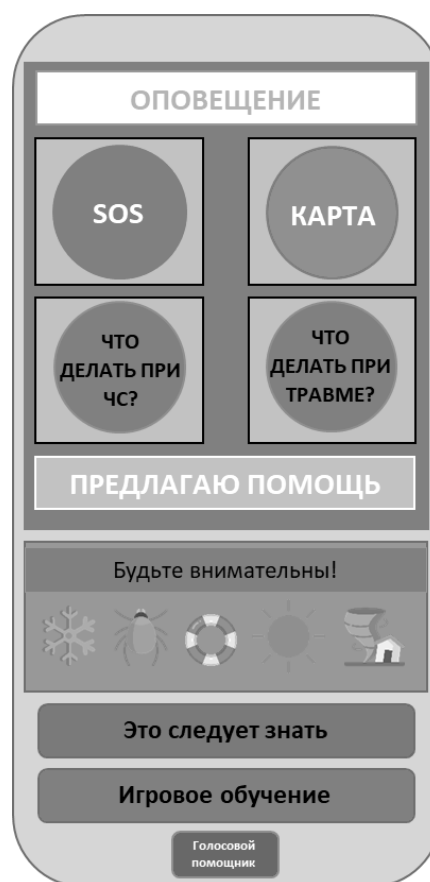 ОПОВЕЩЕНИЕ
SOS
КАРТА
ЧТО
ДЕЛАТЬ ПРИ
ЧС?
ЧТО
ДЕЛАТЬ ПРИ
ТРАВМЕ?
ПРЕДЛАГАЮ ПОМОЩЬ
Будьте внимательны!
Это следует знать
Игровое обучение
Голосовой
помощник